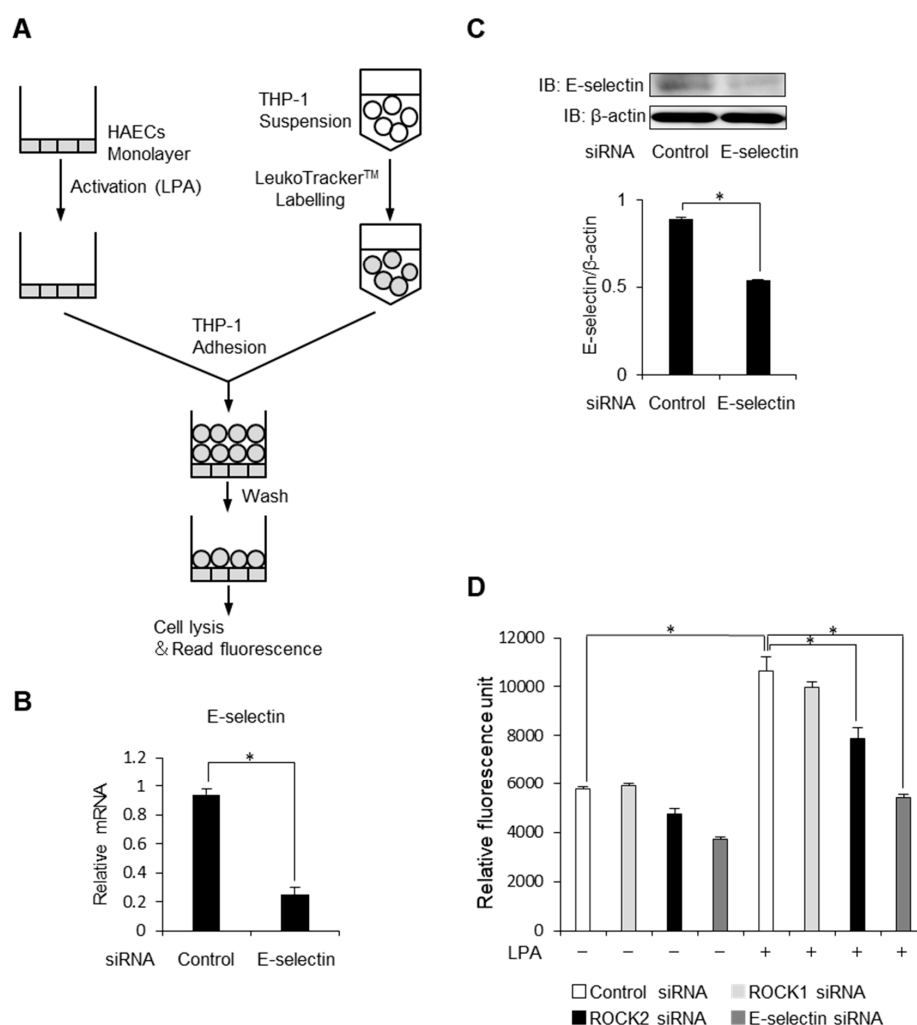 A
HAECs
Monolayer
Activation (LPA)
THP-1
Suspension
LeukoTracker™
Labelling
THP-1
Adhesion
Wash
Cell lysis
&Read fluorescence
B
E-selectin
Relative mRNA
1.2
1
0.8
0.6
0.4
0.2
0
*
siRNA Control E-selectin
C
IB: E-selectin
IB: β-actin
siRNA Control E-selectin
E-selectin/β-actin
1
0.5
0
*
siRNA Control E-selectin
D
Relative fluorescence unit
12000
10000
8000
6000
4000
2000
0
* * *
LPA − − − − + + + +
Control siRNA ROCK1 siRNA
ROCK2 siRNA E-selectin siRNA